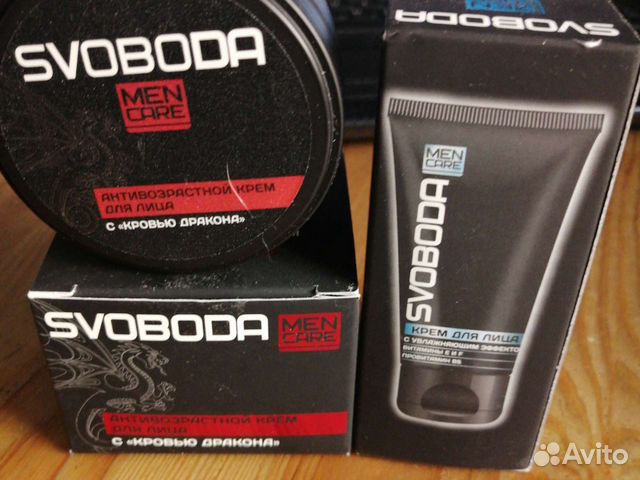 SVOBODA
MEN
CARE
АНТИВОЗРАСТНОЙ КРЕМ
ДЛЯ ЛИЦА
С «КРОВЬЮ ДРАКОНА»
SVOBODA
MEN
CARE
АНТИВОЗРАСТНОЙ КРЕМ
ДЛЯ ЛИЦА
С «КРОВЬЮ ДРАКОНА»
SVOBODA
SVOBODA
MEN
CARE
КРЕМ ДЛЯ ЛИЦА
С УВЛАЖНЯЮЩИМ ЭФФЕКТО
ВИТАМИНЫ E И F
ПРОВИТАМИН B5
Avito